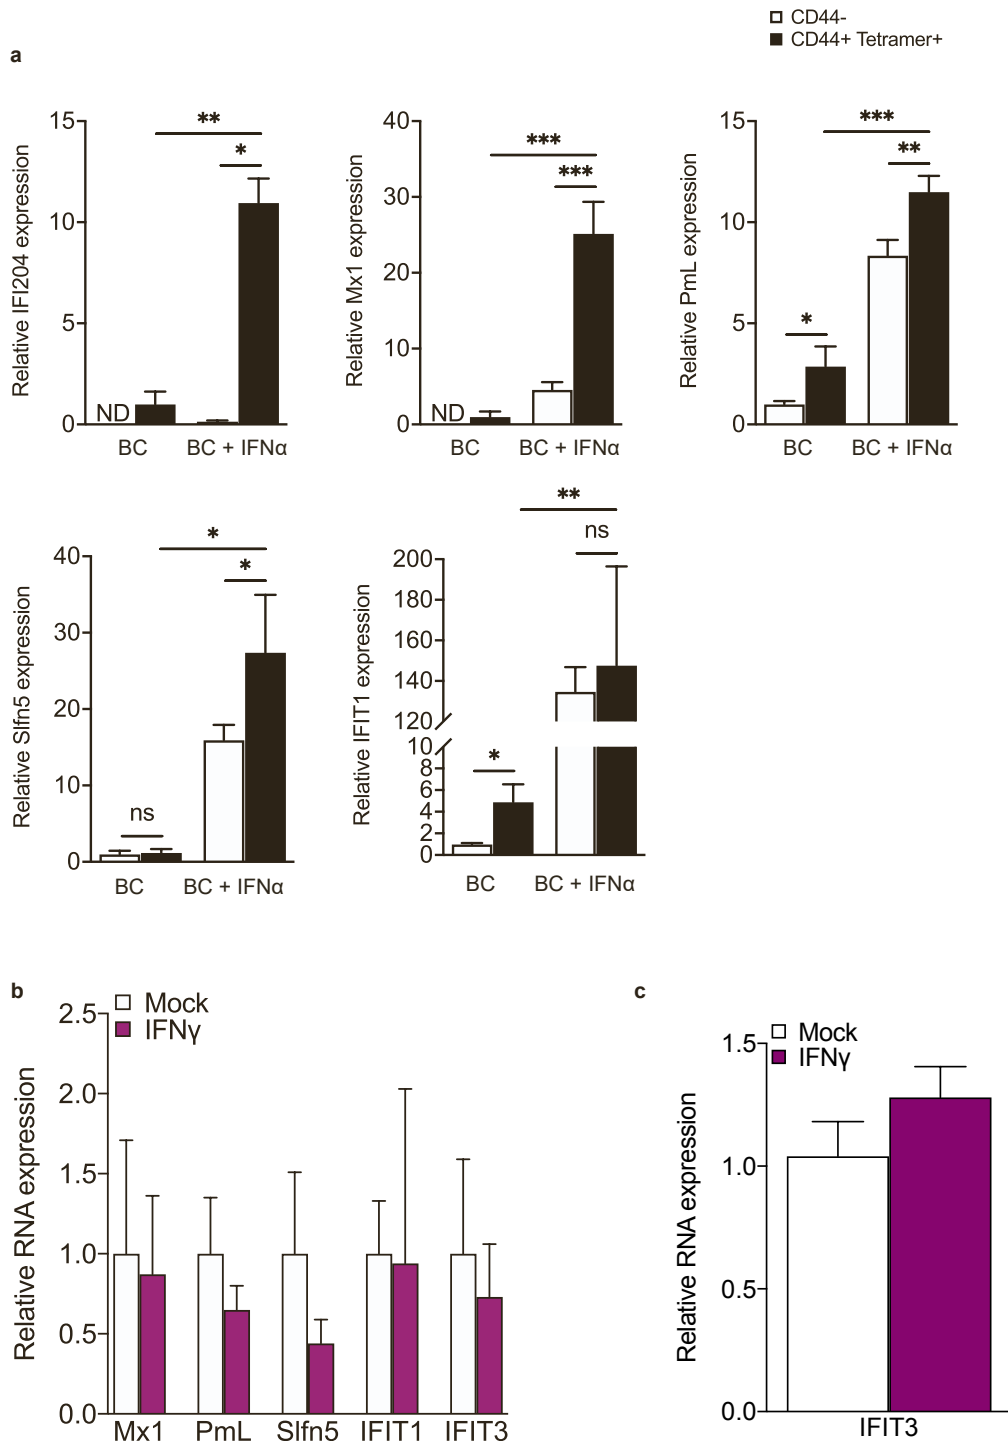 CD44-
CD44+ Tetramer+
a
Relative IFI204 expression
15
10
5
0
**
*
ND
BC
BC + IFNα
Relative Mx1 expression
40
30
20
10
0
***
***
ND
BC
BC + IFNα
Relative PmL expression
15
10
5
0
***
**
*
BC
BC + IFNα
Relative Slfn5 expression
40
30
20
10
0
*
*
ns
BC
BC + IFNα
Relative IFIT1 expression
200
180
160
140
120
10
8
6
4
2
0
**
ns
*
BC
BC + IFNα
b
Mock
IFNγ
Relative RNA expression
2.5
2.0
1.5
1.0
0.5
0.0
Mx1 PmL Slfn5 IFIT1 IFIT3
c
Mock
IFNγ
Relative RNA expression
1.5
1.0
0.5
0.0
IFIT3